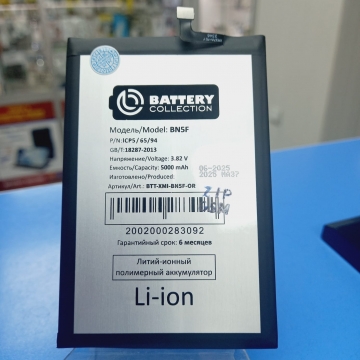 BATTERY
COLLECTION
Модель/Model: BN5F
P/N:ICP5/65/94
GB/T:18287-2013
Напряжение/Voltage: 3.82 V
Емкость/Capacity: 5000 mAh
Изготовлено/Produced:
06-2025
Артикул/Art.: BTT-XMI-BN5F-OR
2002000283092
Гарантийный срок: 6 месяцев
Литий-ионный
полимерный аккумулятор
Li-ion